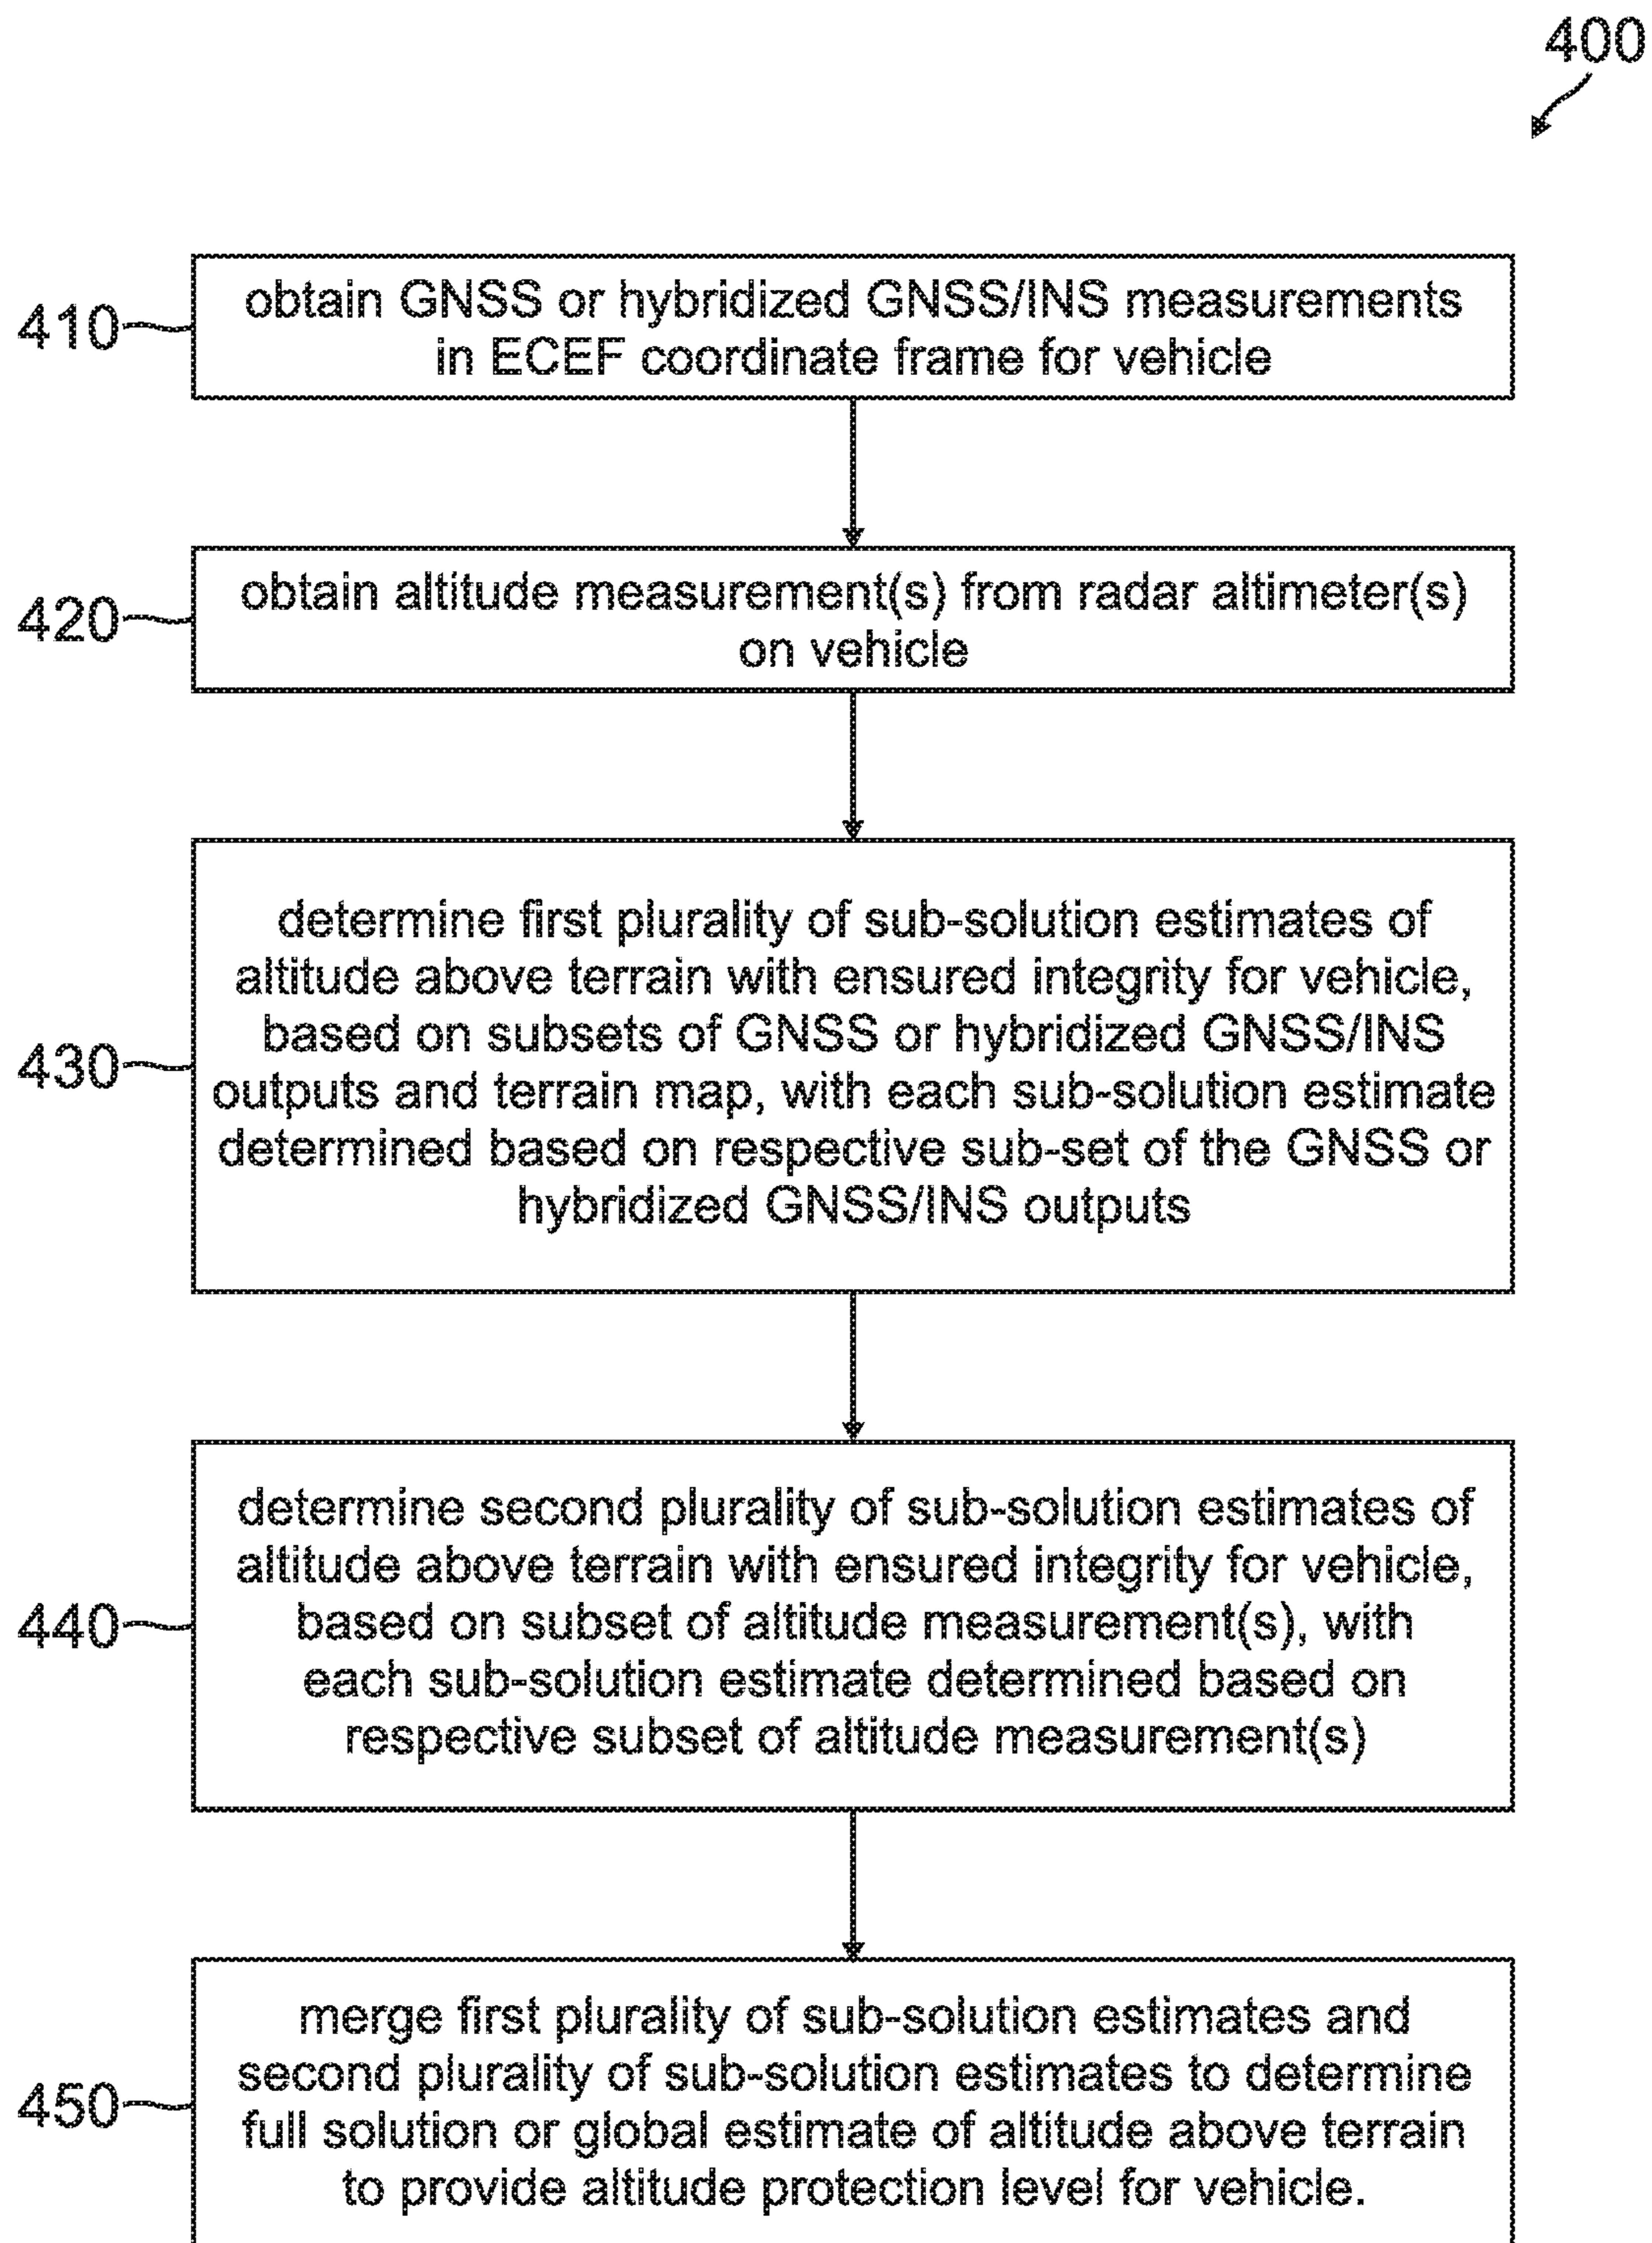 400
410
obtain GNSS or hybridized GNSS/INS measurements
in ECEF coordinate frame for vehicle
420
obtain altitude measurement(s) from radar altimeter(s)
on vehicle
430
determine first plurality of sub-solution estimates of
altitude above terrain with ensured integrity for vehicle,
based on subsets of GNSS or hybridized GNSS/INS
outputs and terrain map, with each sub-solution estimate
determined based on respective sub-set of the GNSS or
hybridized GNSS/INS outputs
440
determine second plurality of sub-solution estimates of
altitude above terrain with ensured integrity for vehicle,
based on subset of altitude measurement(s), with
each sub-solution estimate determined based on
respective subset of altitude measurement(s)
450
merge first plurality of sub-solution estimates and
second plurality of sub-solution estimates to determine
full solution or global estimate of altitude above terrain
to provide altitude protection level for vehicle.